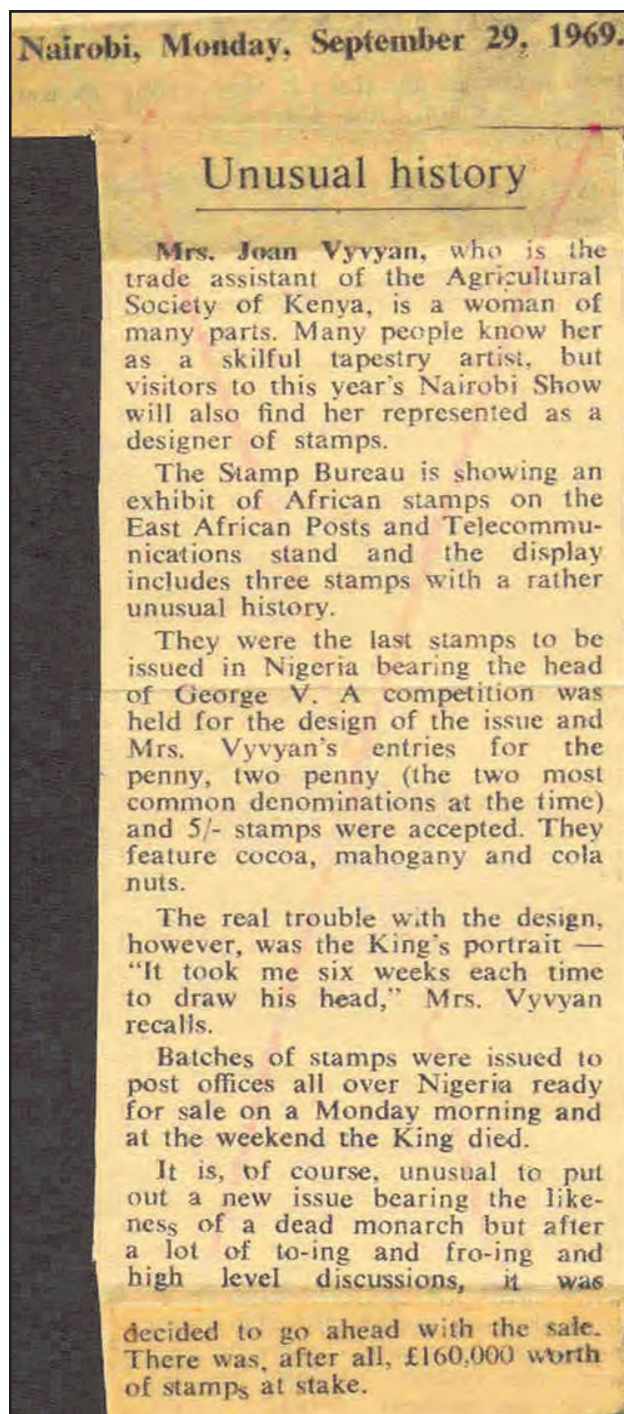 Nairobi, Monday, September 29, 1969.
Unusual history
Mrs. Joan Vyvyan, who is the
trade assistant of the Agricultural
Society of Kenya, is a woman of
many parts. Many people know her
as a skilful tapestry artist, but
visitors to this year's Nairobi Show
will also find her represented as a
designer of stamps.
The Stamp Bureau is showing an
exhibit of African stamps on the
East African Posts and Telecommu-
nications stand and the display
includes three stamps with a rather
unusual history.
They were the last stamps to be
issued in Nigeria bearing the head
of George V. A competition was
held for the design of the issue and
Mrs. Vyvyan's entries for the
penny, two penny (the two most
common denominations at the time)
and 5/- stamps were accepted. They
feature cocoa, mahogany and cola
nuts.
The real trouble with the design,
however, was the King's portrait —
"It took me six weeks each time
to draw his head," Mrs. Vyvyan
recalls.
Batches of stamps were issued to
post offices all over Nigeria ready
for sale on a Monday morning and
at the weekend the King died.
It is, of course, unusual to put
out a new issue bearing the like-
ness of a dead monarch but after
a lot of to-ing and fro-ing and
high level discussions, it was
decided to go ahead with the sale.
There was, after all, £160,000 worth
of stamps at stake.